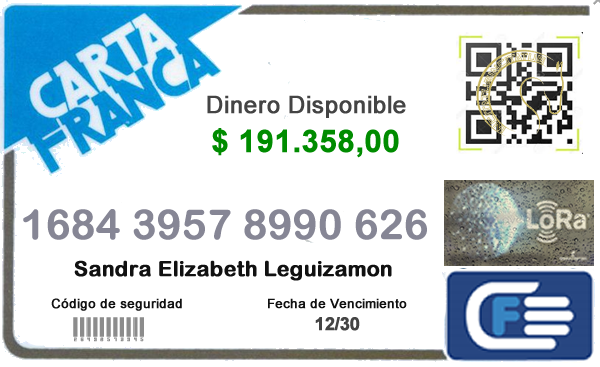 CARTA
FRANCA
Dinero Disponible
$ 191.358,00
1684 3957 8990 626
LoRa
Sandra Elizabeth Leguizamon
Código de seguridad
Fecha de Vencimiento
12/30
F